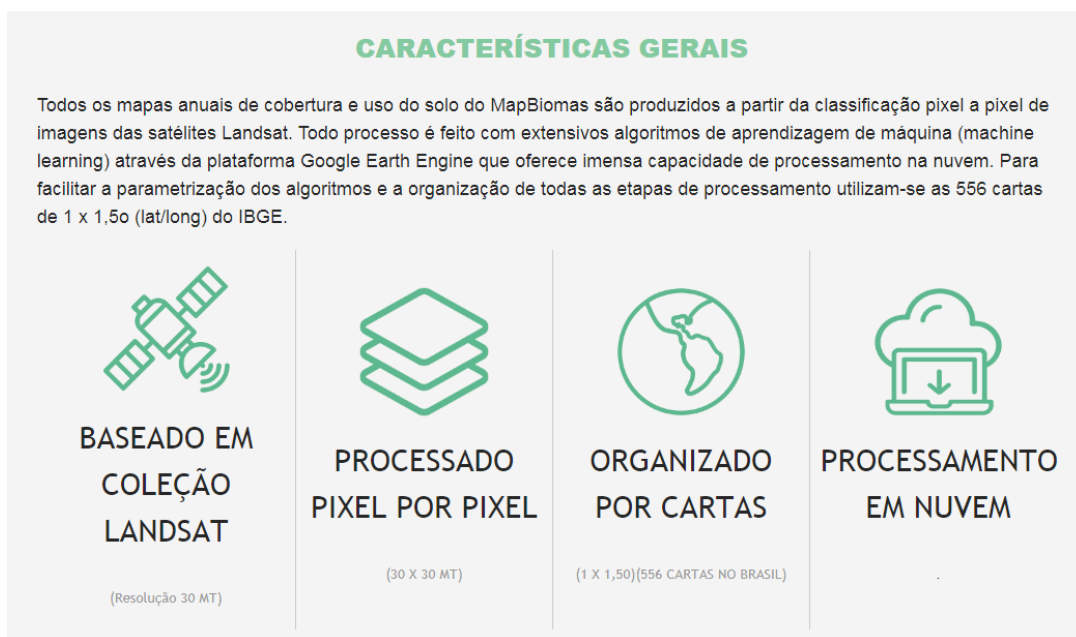 CARACTERÍSTICAS GERAIS
Todos os mapas anuais de cobertura e uso do solo do MapBiomas são produzidos a partir da classificação pixel a pixel de
imagens das satélites Landsat. Todo processo é feito com extensivos algoritmos de aprendizagem de máquina (machine
learning) através da plataforma Google Earth Engine que oferece imensa capacidade de processamento na nuvem. Para
facilitar a parametrização dos algoritmos e a organização de todas as etapas de processamento utilizam-se as 556 cartas
de 1 x 1,5o (lat/long) do IBGE.
BASEADO EM
COLEÇÃO
LANDSAT
(Resolução 30 MT)
PROCESSADO
PIXEL POR PIXEL
(30 X 30 MT)
ORGANIZADO
POR CARTAS
(1 X 1,50)(556 CARTAS NO BRASIL)
PROCESSAMENTO
EM NUVEM
.